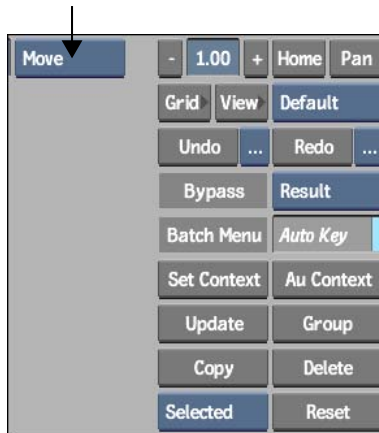 Move - 1.00 + Home Pan
Grid View Default
Undo ... Redo ...
Bypass Result
Batch Menu Auto Key
Set Context Au Context
Update Group
Copy Delete
Selected Reset